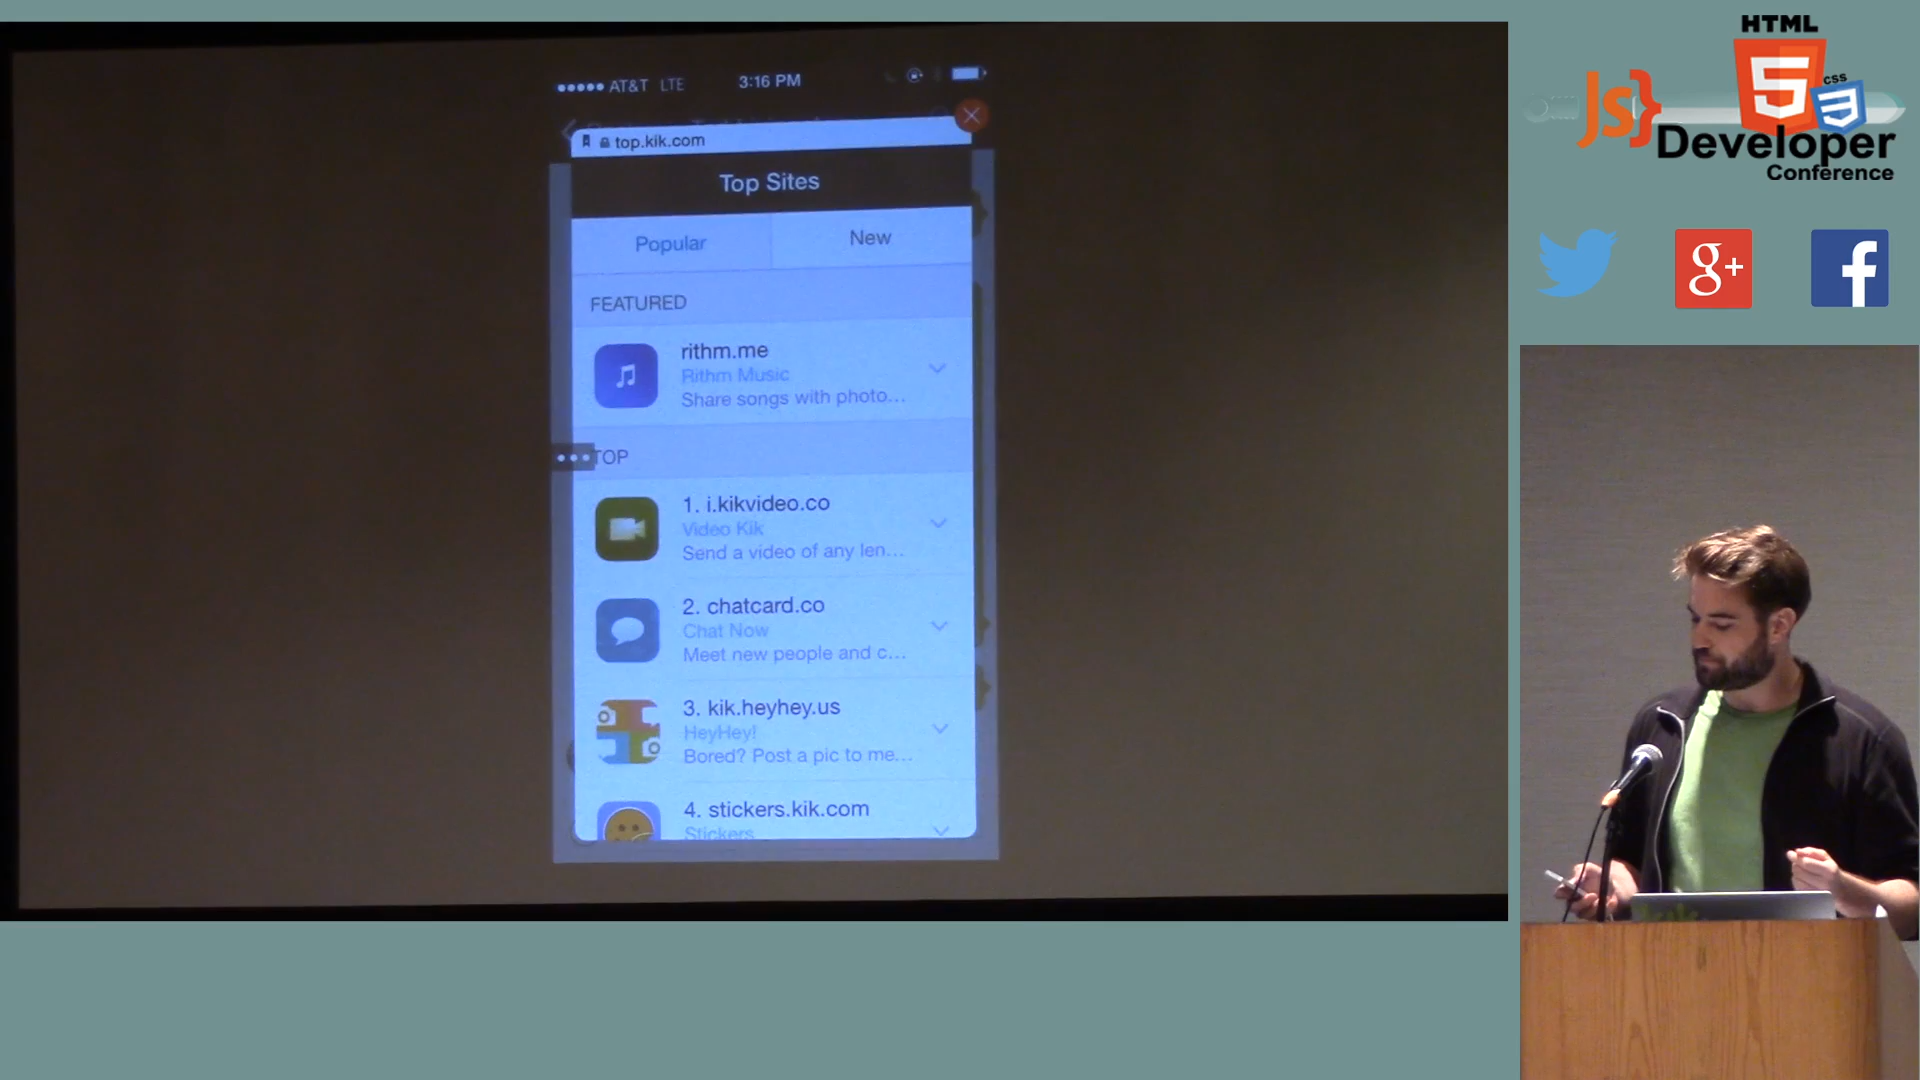 AT&T LTE 3:16 PM
top.kik.com
Top Sites
Popular New
FEATURED
rithm.me
Rithm Music
Share songs with photo...
TOP
1. i.kikvideo.co
Video Kik
Send a video of any len...
2. chatcard.co
Chat Now
Meet new people and c...
3. kik.heyhey.us
HeyHey!
Bored? Post a pic to me...
4. stickers.kik.com
Stickers
HTML
JS} 5 CSS 3
Developer
Conference
g+ f